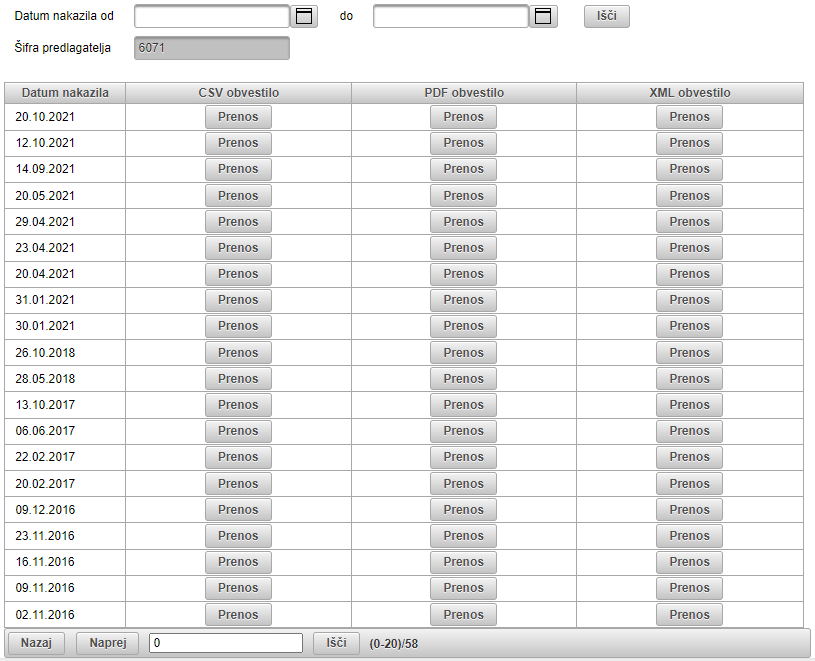 Datum nakazila od do Išči
Šifra predlagatelja 6071
Datum nakazila CSV obvestilo PDF obvestilo XML obvestilo
20.10.2021 Prenos Prenos Prenos
12.10.2021 Prenos Prenos Prenos
14.09.2021 Prenos Prenos Prenos
20.05.2021 Prenos Prenos Prenos
29.04.2021 Prenos Prenos Prenos
23.04.2021 Prenos Prenos Prenos
20.04.2021 Prenos Prenos Prenos
31.01.2021 Prenos Prenos Prenos
30.01.2021 Prenos Prenos Prenos
26.10.2018 Prenos Prenos Prenos
28.05.2018 Prenos Prenos Prenos
13.10.2017 Prenos Prenos Prenos
06.06.2017 Prenos Prenos Prenos
22.02.2017 Prenos Prenos Prenos
20.02.2017 Prenos Prenos Prenos
09.12.2016 Prenos Prenos Prenos
23.11.2016 Prenos Prenos Prenos
16.11.2016 Prenos Prenos Prenos
09.11.2016 Prenos Prenos Prenos
02.11.2016 Prenos Prenos Prenos
Nazaj Naprej 0 Išči (0-20)/58